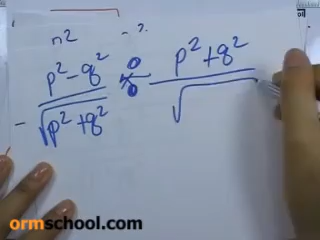 n²
p² - q² / √p² + q² ÷ p² + q² / √
ormschool.com